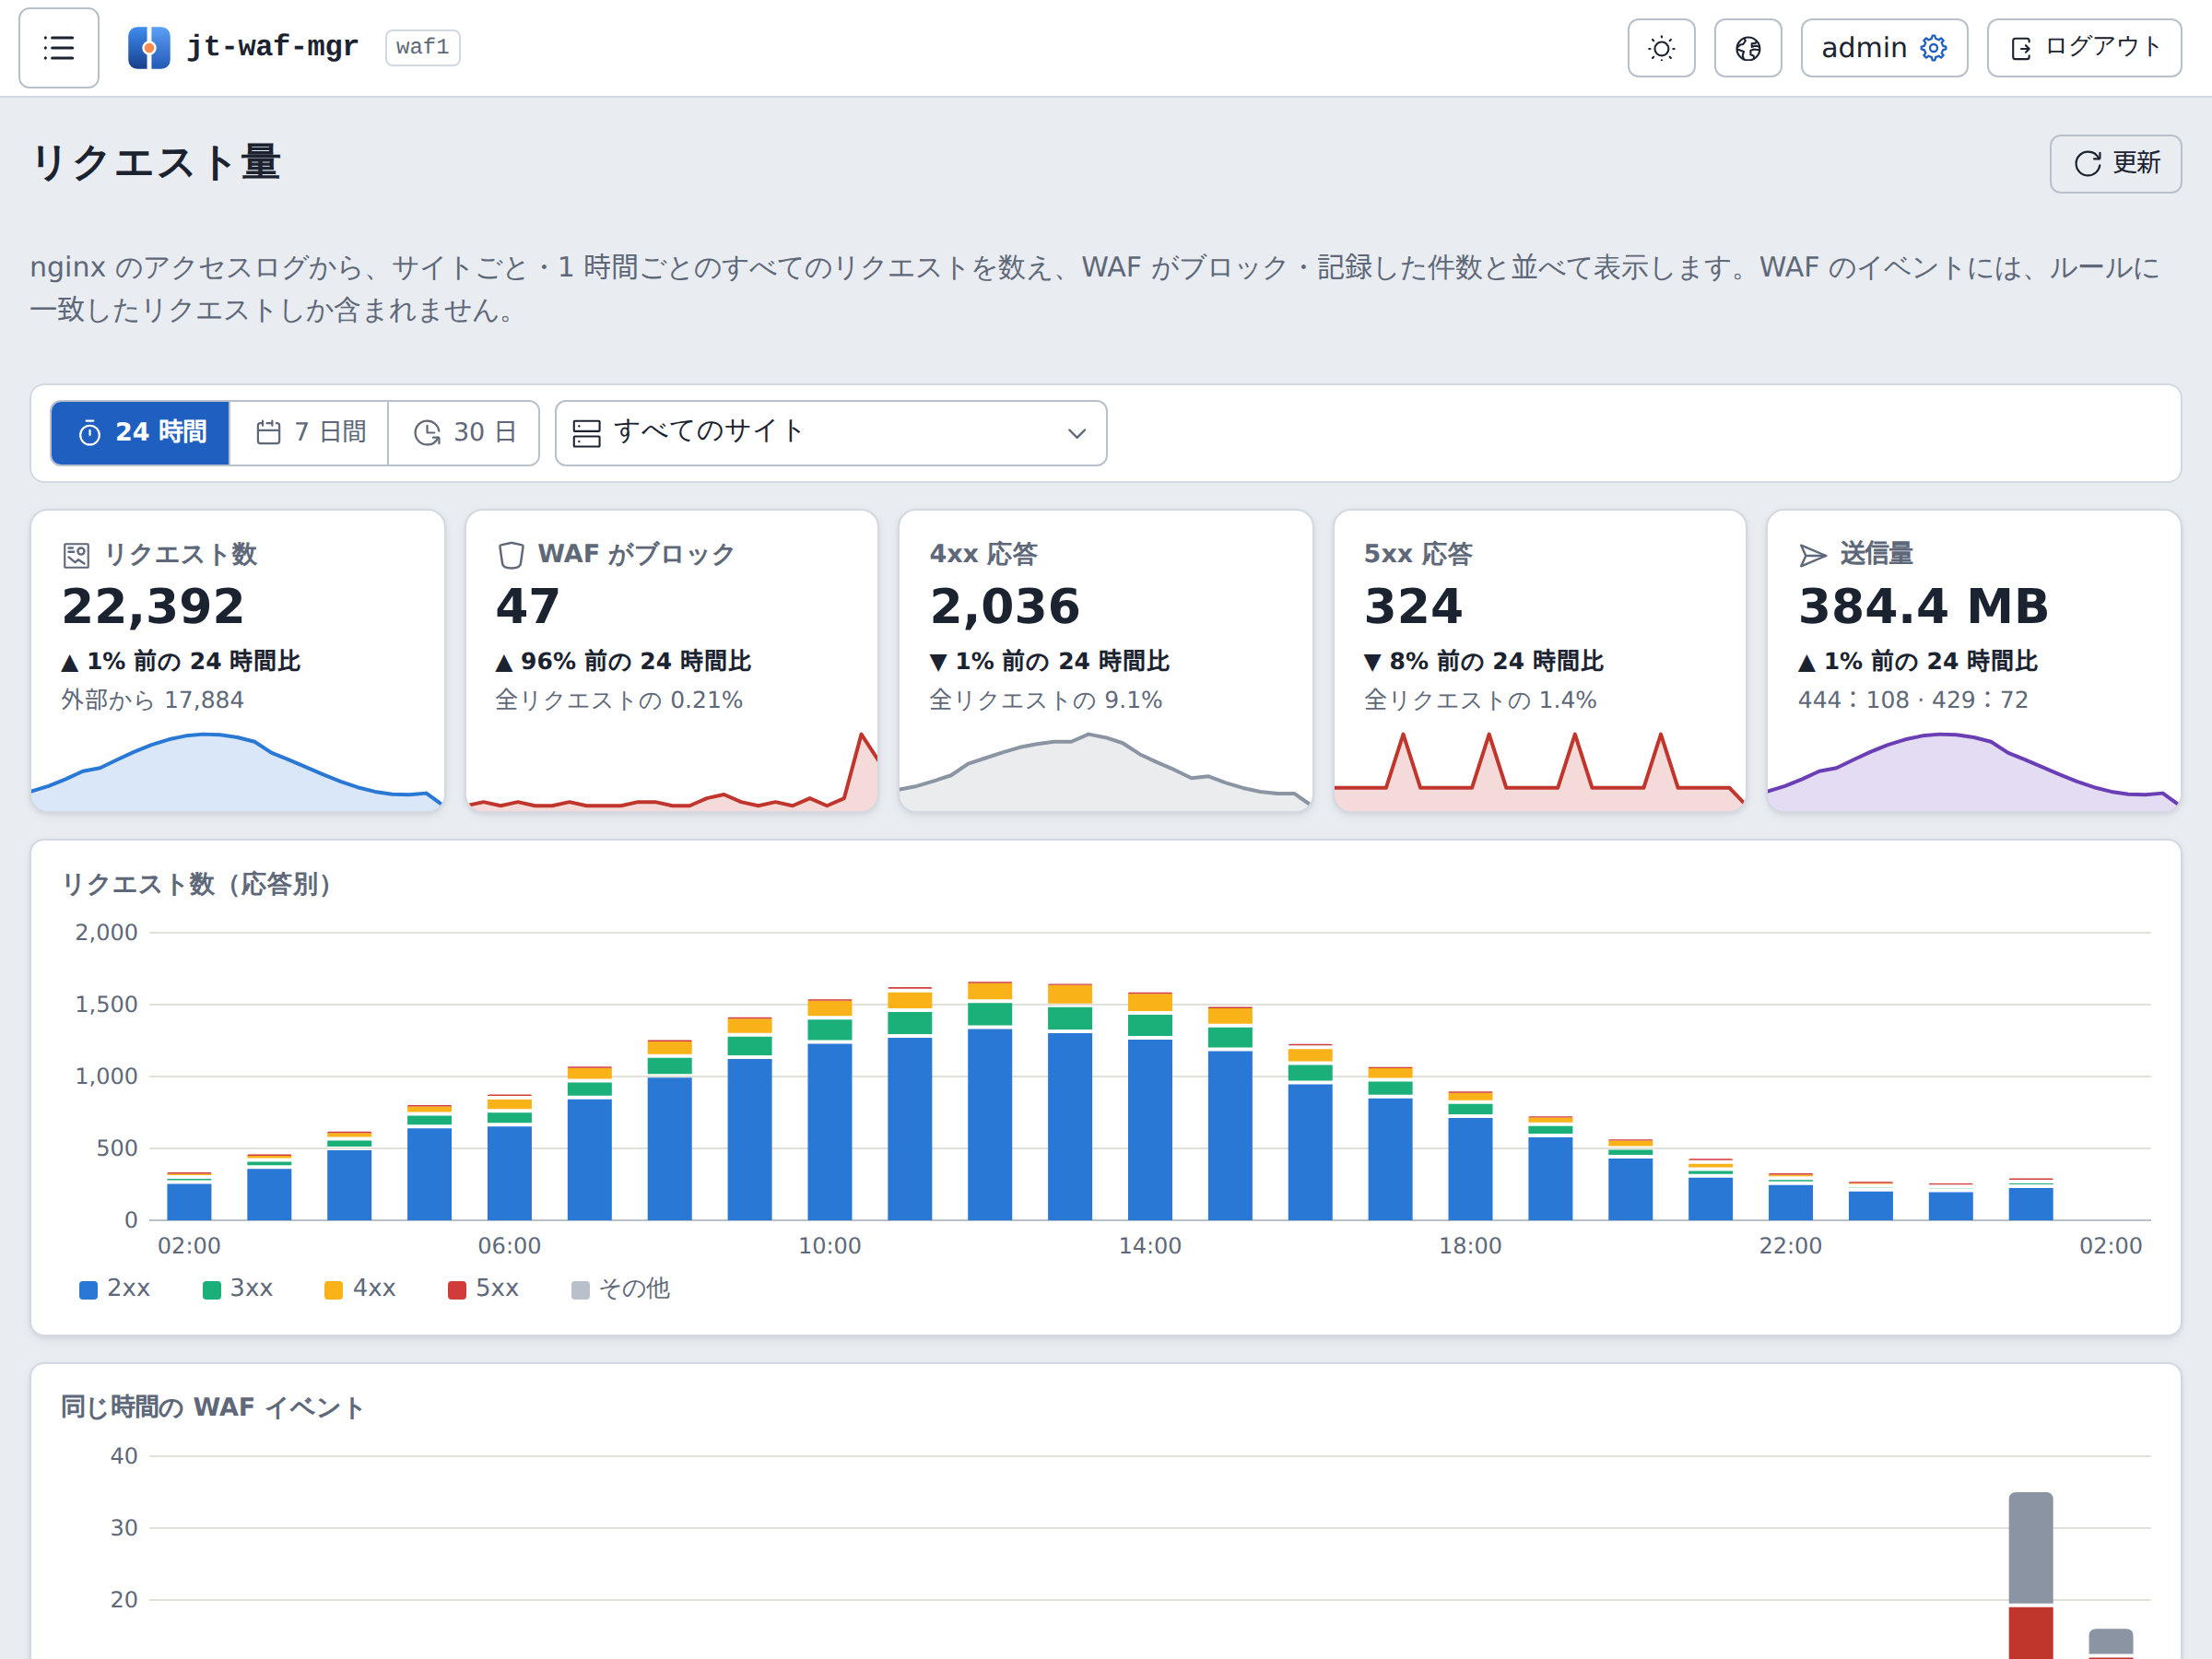 jt-waf-mgr
waf1
admin
ログアウト
リクエスト量
更新
nginx のアクセスログから、サイトごと・1 時間ごとのすべてのリクエストを数え、WAF がブロック・記録した件数と並べて表示します。WAF のイベントには、ルールに
一致したリクエストしか含まれません。
24 時間
7 日間
30 日
すべてのサイト
リクエスト数
22,392
▲ 1% 前の 24 時間比
外部から 17,884
WAF がブロック
47
▲ 96% 前の 24 時間比
全リクエストの 0.21%
4xx 応答
2,036
▼ 1% 前の 24 時間比
全リクエストの 9.1%
5xx 応答
324
▼ 8% 前の 24 時間比
全リクエストの 1.4%
送信量
384.4 MB
▲ 1% 前の 24 時間比
444：108 · 429：72
リクエスト数（応答別）
2,000
1,500
1,000
500
0
02:00 06:00 10:00 14:00 18:00 22:00 02:00
2xx 3xx 4xx 5xx その他
同じ時間の WAF イベント
40
30
20